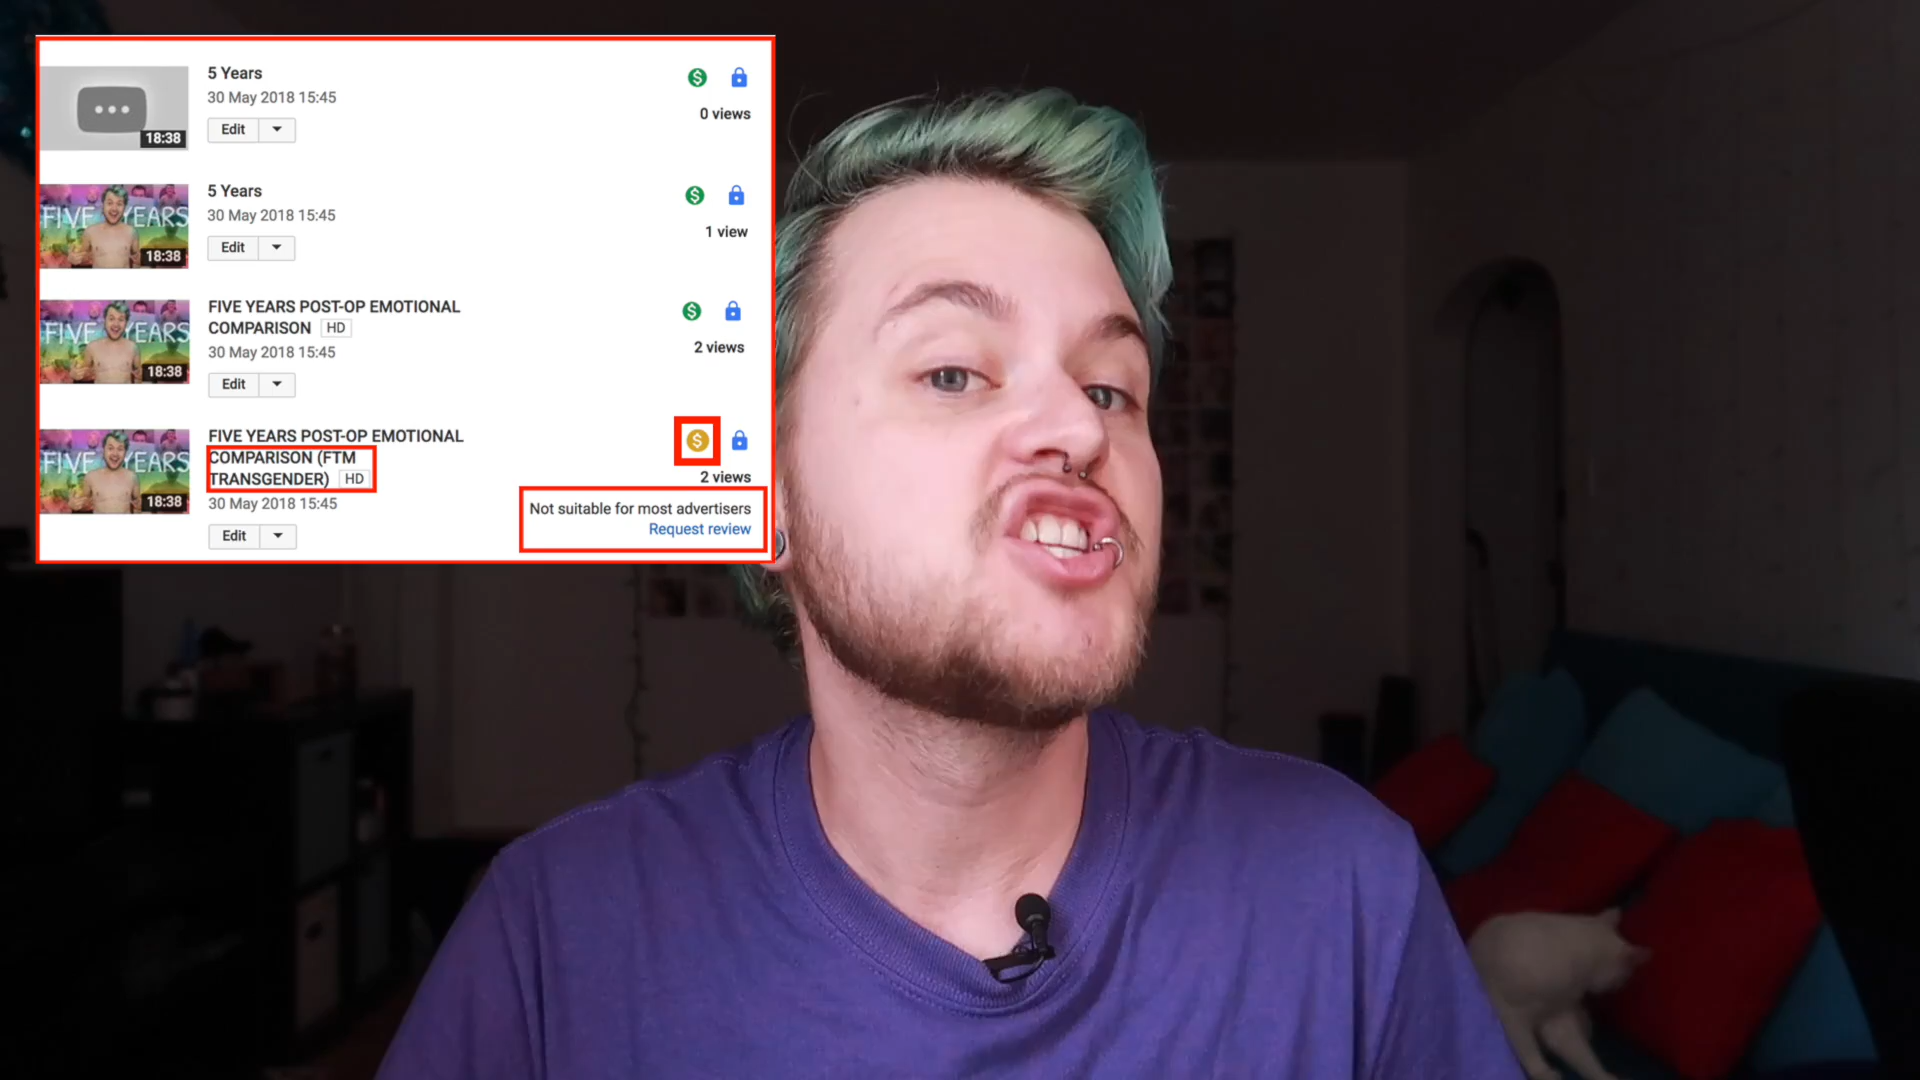 5 Years
30 May 2018 15:45
0 views
18:38
Edit
5 Years
30 May 2018 15:45
1 view
FIVE YEARS
18:38
Edit
FIVE YEARS POST-OP EMOTIONAL
COMPARISON HD
30 May 2018 15:45
2 views
FIVE YEARS
18:38
Edit
FIVE YEARS POST-OP EMOTIONAL
COMPARISON (FTM
TRANSGENDER) HD
30 May 2018 15:45
2 views
FIVE YEARS
18:38
Not suitable for most advertisers
Request review
Edit